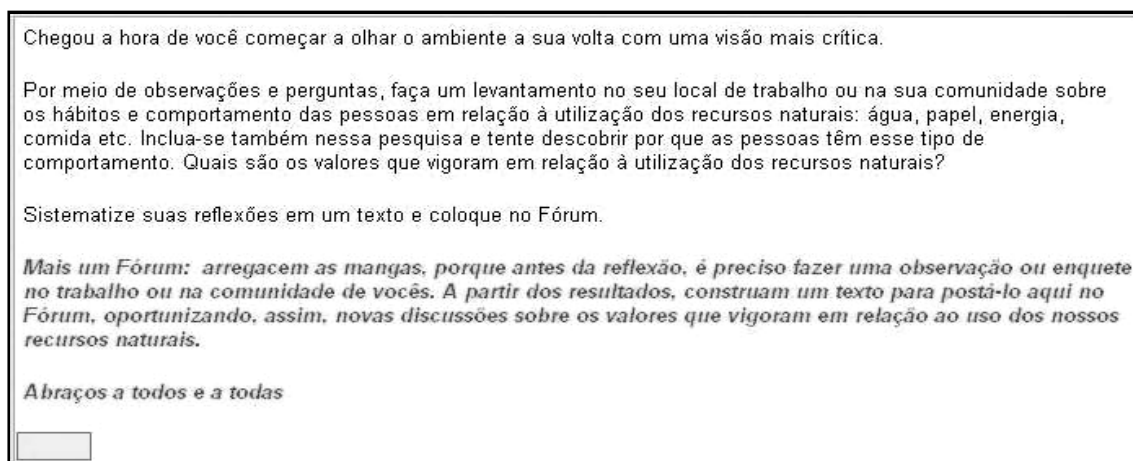 Chegou a hora de você começar a olhar o ambiente a sua volta com uma visão mais crítica.
Por meio de observações e perguntas, faça um levantamento no seu local de trabalho ou na sua comunidade sobre
os hábitos e comportamento das pessoas em relação à utilização dos recursos naturais: água, papel, energia,
comida etc. Inclua-se também nessa pesquisa e tente descobrir por que as pessoas têm esse tipo de
comportamento. Quais são os valores que vigoram em relação à utilização dos recursos naturais?
Sistematize suas reflexões em um texto e coloque no Fórum.
Mais um Fórum: arregacem as mangas, porque antes da reflexão, é preciso fazer uma observação ou enquete
no trabalho ou na comunidade de vocês. A partir dos resultados, construam um texto para postá-lo aqui no
Fórum, oportunizando, assim, novas discussões sobre os valores que vigoram em relação ao uso dos nossos
recursos naturais.
Abraços a todos e a todas